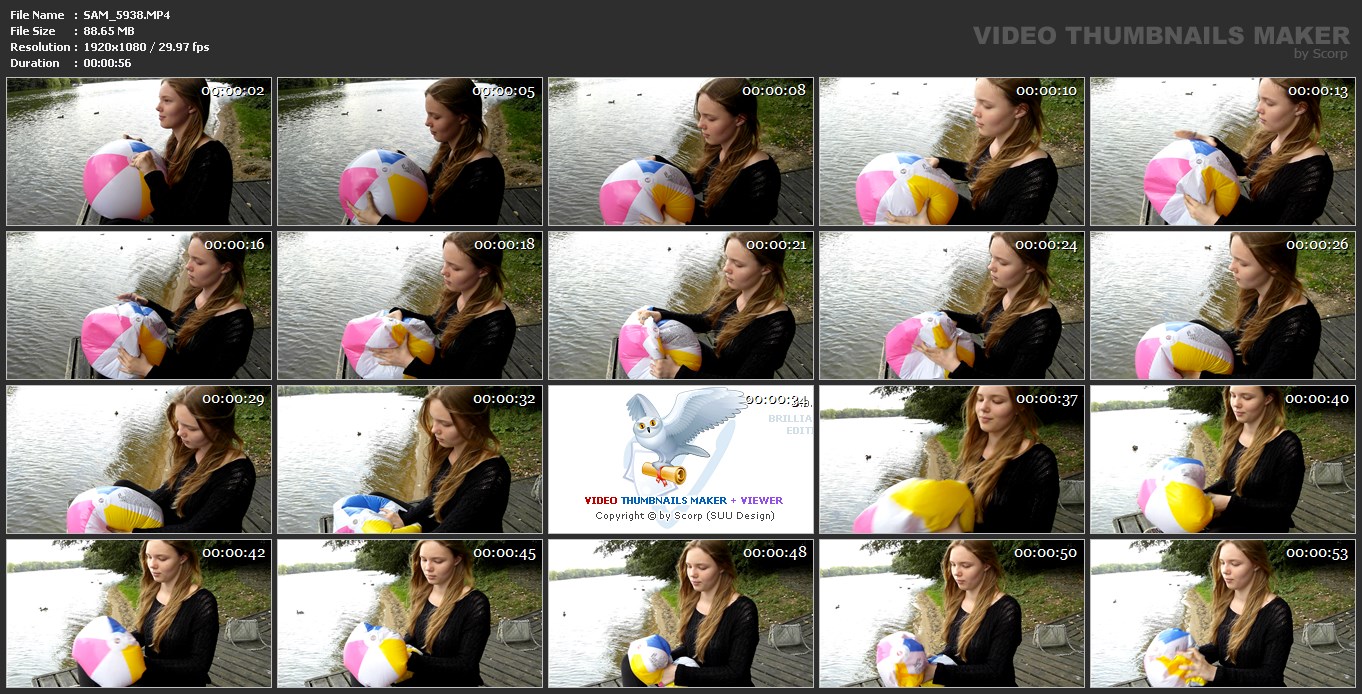 File Name : SAM_5938.MP4
File Size : 88.65 MB
Resolution : 1920x1080 / 29.97 fps
Duration : 00:00:56
VIDEO THUMBNAILS MAKER
by Scorp
00:00:02
00:00:05
00:00:08
00:00:10
00:00:13
00:00:16
00:00:18
00:00:21
00:00:24
00:00:26
00:00:29
00:00:32
00:00:34
BRILLIA
EDIT
VIDEO THUMBNAILS MAKER + VIEWER
Copyright © by Scorp (SUU Design)
00:00:37
00:00:40
00:00:42
00:00:45
00:00:48
00:00:50
00:00:53